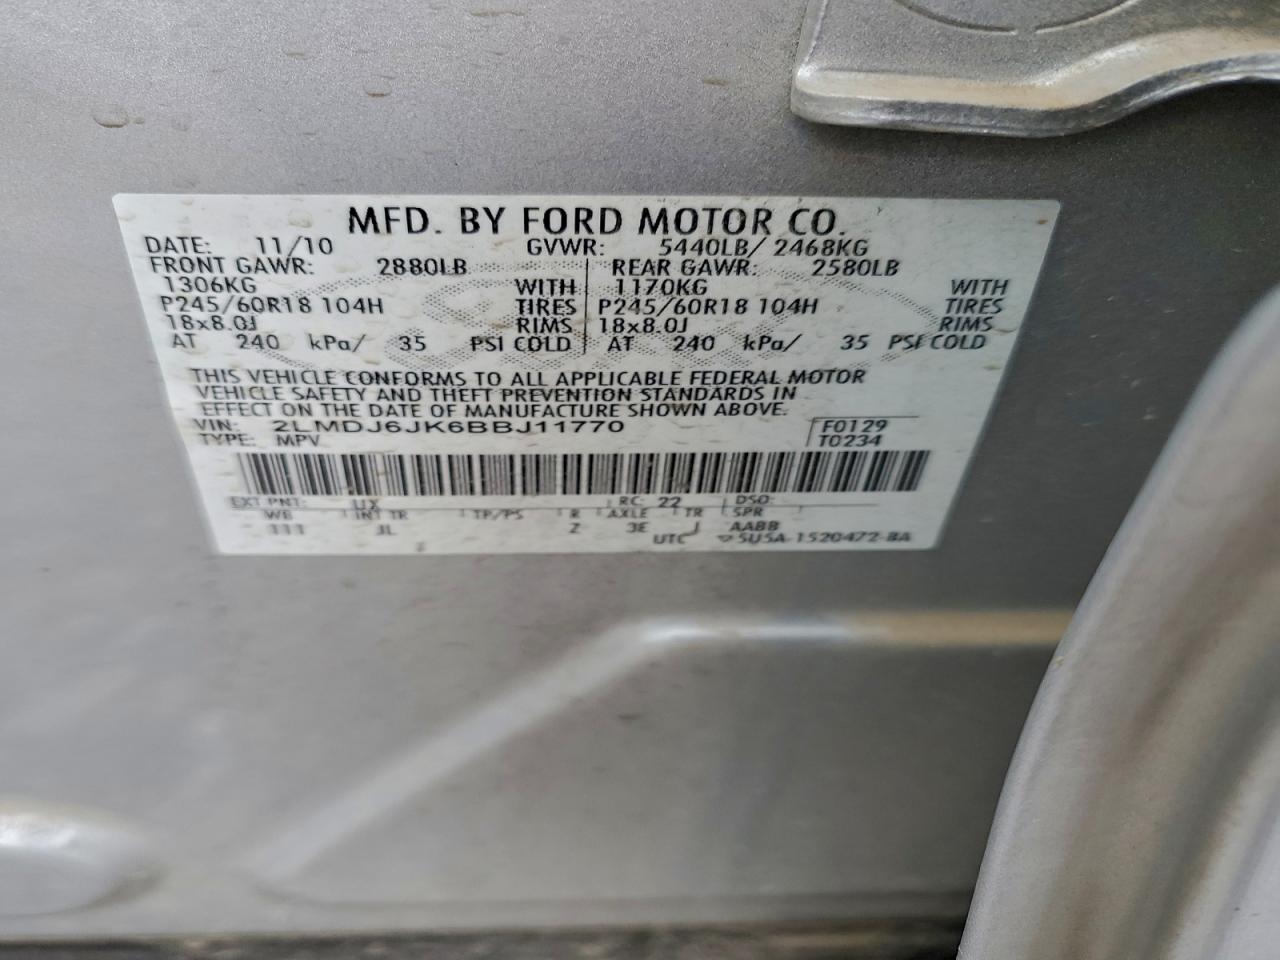 MFD. BY FORD MOTOR CO.
DATE: 11/10 GVWR: 5440LB/ 2468KG
FRONT GAWR: 2880LB REAR GAWR: 2580LB
1306KG WITH 1170KG WITH
P245/60R18 104H TIRES P245/60R18 104H TIRES
18x8.0J RIMS 18x8.0J RIMS
AT 240 kPa/ 35 PSI COLD AT 240 kPa/ 35 PSI COLD
THIS VEHICLE CONFORMS TO ALL APPLICABLE FEDERAL MOTOR
VEHICLE SAFETY AND THEFT PREVENTION STANDARDS IN
EFFECT ON THE DATE OF MANUFACTURE SHOWN ABOVE.
VIN: 2LMDJ6JK6BBJ11770 F0129
TYPE: MPV T0234
EXT PNT: UX RC: 22 DSO:
WB INT TR TP/PS R AXLE TR SPR
111 JL Z 3E J AABB
UTC ▽5U5A-1520472-BA